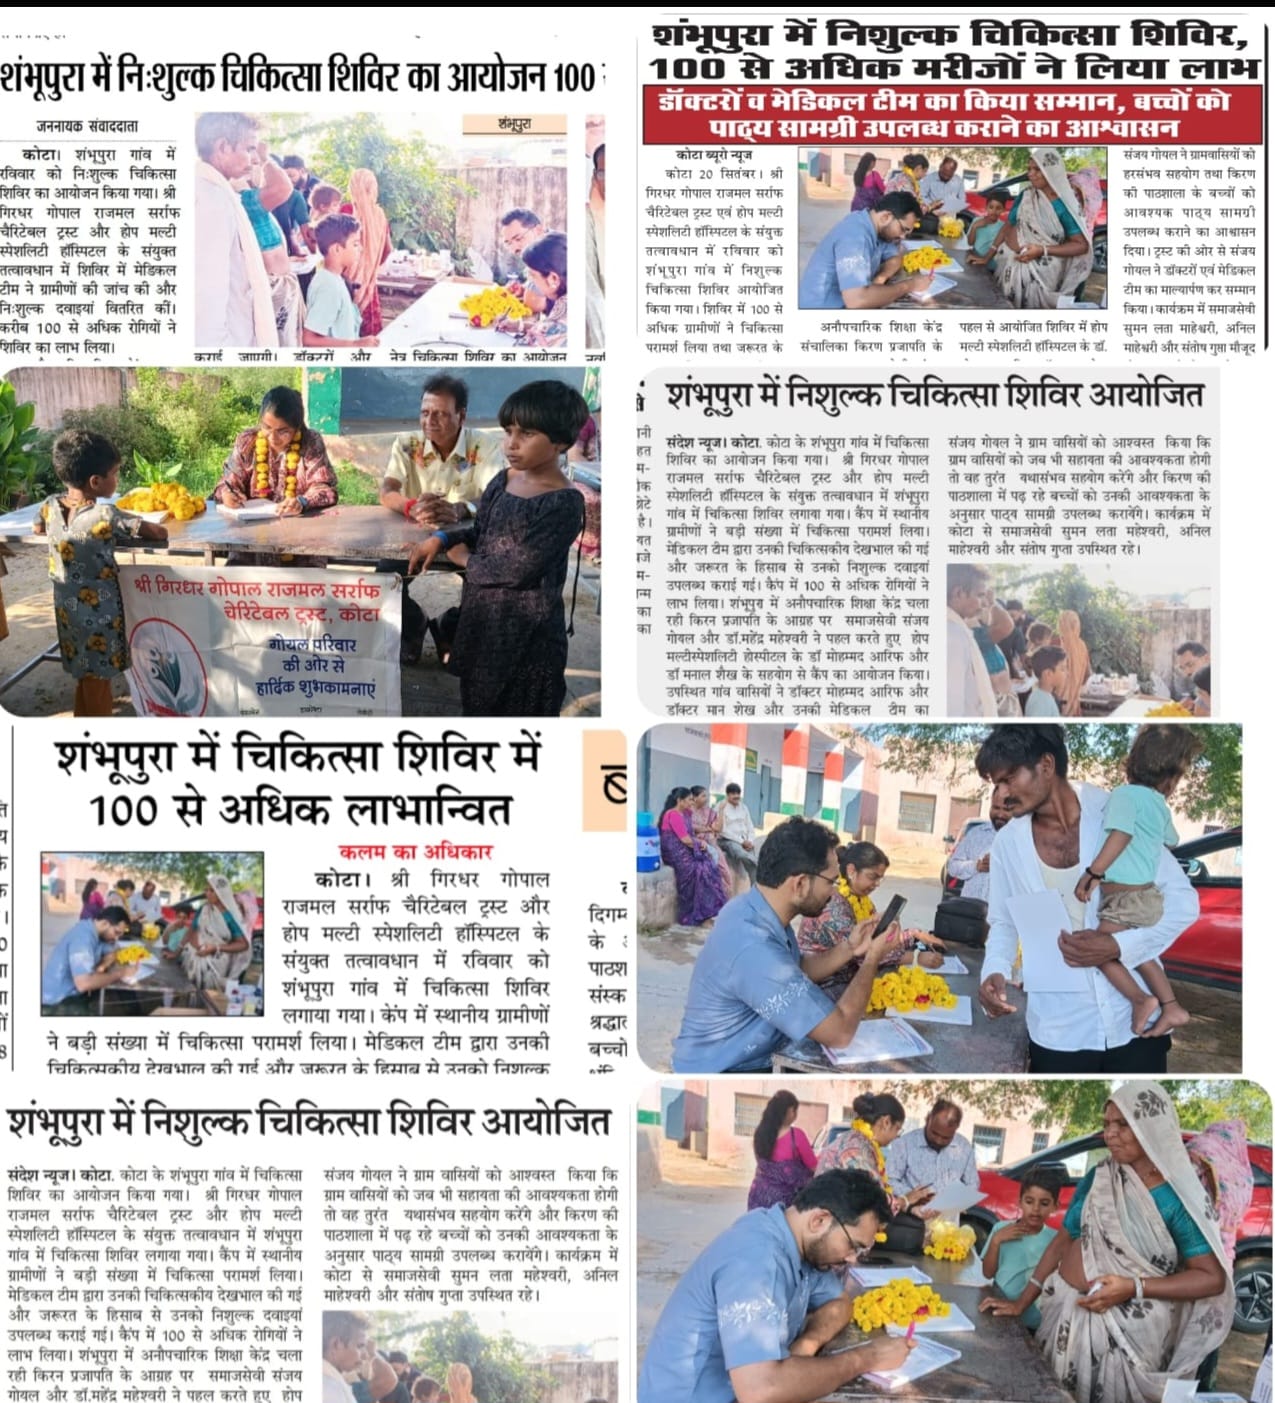 शंभूपुरा में निःशुल्क चिकित्सा शिविर का आयोजन 100
जननायक संवाददाता
कोटा। शंभूपुरा गांव में
रविवार को निःशुल्क चिकित्सा
शिविर का आयोजन किया गया। श्री
गिरधर गोपाल राजमल सर्राफ
चैरिटेबल ट्रस्ट और होप मल्टी
स्पेशलिटी हॉस्पिटल के संयुक्त
तत्वावधान में शिविर में मेडिकल
टीम ने ग्रामीणों की जांच की और
निःशुल्क दवाइयां वितरित कीं।
करीब 100 से अधिक रोगियों ने
शिविर का लाभ लिया।
शंभूपुरा
कराई जाएगी। डॉक्टरों और
नेत्र चिकित्सा शिविर का आयोजन
शंभूपुरा में निशुल्क चिकित्सा शिविर,
100 से अधिक मरीजों ने लिया लाभ
डॉक्टरों व मेडिकल टीम का किया सम्मान, बच्चों को
पाठ्य सामग्री उपलब्ध कराने का आश्वासन
कोटा ब्यूरो न्यूज
कोटा 20 सितंबर। श्री
गिरधर गोपाल राजमल सर्राफ
चैरिटेबल ट्रस्ट एवं होप मल्टी
स्पेशलिटी हॉस्पिटल के संयुक्त
तत्वावधान में रविवार को
शंभूपुरा गांव में निशुल्क
चिकित्सा शिविर आयोजित
किया गया। शिविर में 100 से
अधिक ग्रामीणों ने चिकित्सा
परामर्श लिया तथा जरूरत के
अनौपचारिक शिक्षा केंद्र
संचालिका किरण प्रजापति के
पहल से आयोजित शिविर में होप
मल्टी स्पेशलिटी हॉस्पिटल के डॉ.
संजय गोयल ने ग्रामवासियों को
हरसंभव सहयोग तथा किरण
की पाठशाला के बच्चों को
आवश्यक पाठ्य सामग्री
उपलब्ध कराने का आश्वासन
दिया। ट्रस्ट की ओर से संजय
गोयल ने डॉक्टरों एवं मेडिकल
टीम का माल्यार्पण कर सम्मान
किया। कार्यक्रम में समाजसेवी
सुमन लता माहेश्वरी, अनिल
माहेश्वरी और संतोष गुप्ता मौजूद
श्री गिरधर गोपाल राजमल सर्राफ
चेरिटेबल ट्रस्ट, कोटा
गोयल परिवार
की ओर से
हार्दिक शुभकामनाएं
शंभूपुरा में निशुल्क चिकित्सा शिविर आयोजित
संदेश न्यूज। कोटा. कोटा के शंभूपुरा गांव में चिकित्सा
शिविर का आयोजन किया गया। श्री गिरधर गोपाल
राजमल सर्राफ चैरिटेबल ट्रस्ट और होप मल्टी
स्पेशलिटी हॉस्पिटल के संयुक्त तत्वावधान में शंभूपुरा
गांव में चिकित्सा शिविर लगाया गया। कैंप में स्थानीय
ग्रामीणों ने बड़ी संख्या में चिकित्सा परामर्श लिया।
मेडिकल टीम द्वारा उनकी चिकित्सकीय देखभाल की गई
और जरूरत के हिसाब से उनको निशुल्क दवाइयां
उपलब्ध कराई गई। कैंप में 100 से अधिक रोगियों ने
लाभ लिया। शंभूपुरा में अनौपचारिक शिक्षा केंद्र चला
रही किरन प्रजापति के आग्रह पर समाजसेवी संजय
गोयल और डॉ.महेंद्र महेश्वरी ने पहल करते हुए होप
मल्टीस्पेशलिटी होस्पीटल के डॉ मोहम्मद आरिफ और
डॉ मनाल शैख के सहयोग से कैंप का आयोजन किया।
उपस्थित गांव वासियों ने डॉक्टर मोहम्मद आरिफ और
डॉक्टर मान शेख और उनकी मेडिकल टीम का
संजय गोयल ने ग्राम वासियों को आश्वस्त किया कि
ग्राम वासियों को जब भी सहायता की आवश्यकता होगी
तो वह तुरंत यथासंभव सहयोग करेंगे और किरण की
पाठशाला में पढ़ रहे बच्चों को उनकी आवश्यकता के
अनुसार पाठ्य सामग्री उपलब्ध करायेंगे। कार्यक्रम में
कोटा से समाजसेवी सुमन लता महेश्वरी, अनिल
माहेश्वरी और संतोष गुप्ता उपस्थित रहे।
शंभूपुरा में चिकित्सा शिविर में
100 से अधिक लाभान्वित
कलम का अधिकार
कोटा। श्री गिरधर गोपाल
राजमल सर्राफ चैरिटेबल ट्रस्ट और
होप मल्टी स्पेशलिटी हॉस्पिटल के
संयुक्त तत्वावधान में रविवार को
शंभूपुरा गांव में चिकित्सा शिविर
लगाया गया। केंप में स्थानीय ग्रामीणों
ने बड़ी संख्या में चिकित्सा परामर्श लिया। मेडिकल टीम द्वारा उनकी
चिकित्सकीय देखभाल की गई और जरूरत के हिसाब से उनको निशुल्क
शंभूपुरा में निशुल्क चिकित्सा शिविर आयोजित
संदेश न्यूज। कोटा. कोटा के शंभूपुरा गांव में चिकित्सा
शिविर का आयोजन किया गया। श्री गिरधर गोपाल
राजमल सर्राफ चैरिटेबल ट्रस्ट और होप मल्टी
स्पेशलिटी हॉस्पिटल के संयुक्त तत्वावधान में शंभूपुरा
गांव में चिकित्सा शिविर लगाया गया। कैंप में स्थानीय
ग्रामीणों ने बड़ी संख्या में चिकित्सा परामर्श लिया।
मेडिकल टीम द्वारा उनकी चिकित्सकीय देखभाल की गई
और जरूरत के हिसाब से उनको निशुल्क दवाइयां
उपलब्ध कराई गई। कैंप में 100 से अधिक रोगियों ने
लाभ लिया। शंभूपुरा में अनौपचारिक शिक्षा केंद्र चला
रही किरन प्रजापति के आग्रह पर समाजसेवी संजय
गोयल और डॉ.महेंद्र महेश्वरी ने पहल करते हुए होप
संजय गोयल ने ग्राम वासियों को आश्वस्त किया कि
ग्राम वासियों को जब भी सहायता की आवश्यकता होगी
तो वह तुरंत यथासंभव सहयोग करेंगे और किरण की
पाठशाला में पढ़ रहे बच्चों को उनकी आवश्यकता के
अनुसार पाठ्य सामग्री उपलब्ध करायेंगे। कार्यक्रम में
कोटा से समाजसेवी सुमन लता महेश्वरी, अनिल
माहेश्वरी और संतोष गुप्ता उपस्थित रहे।